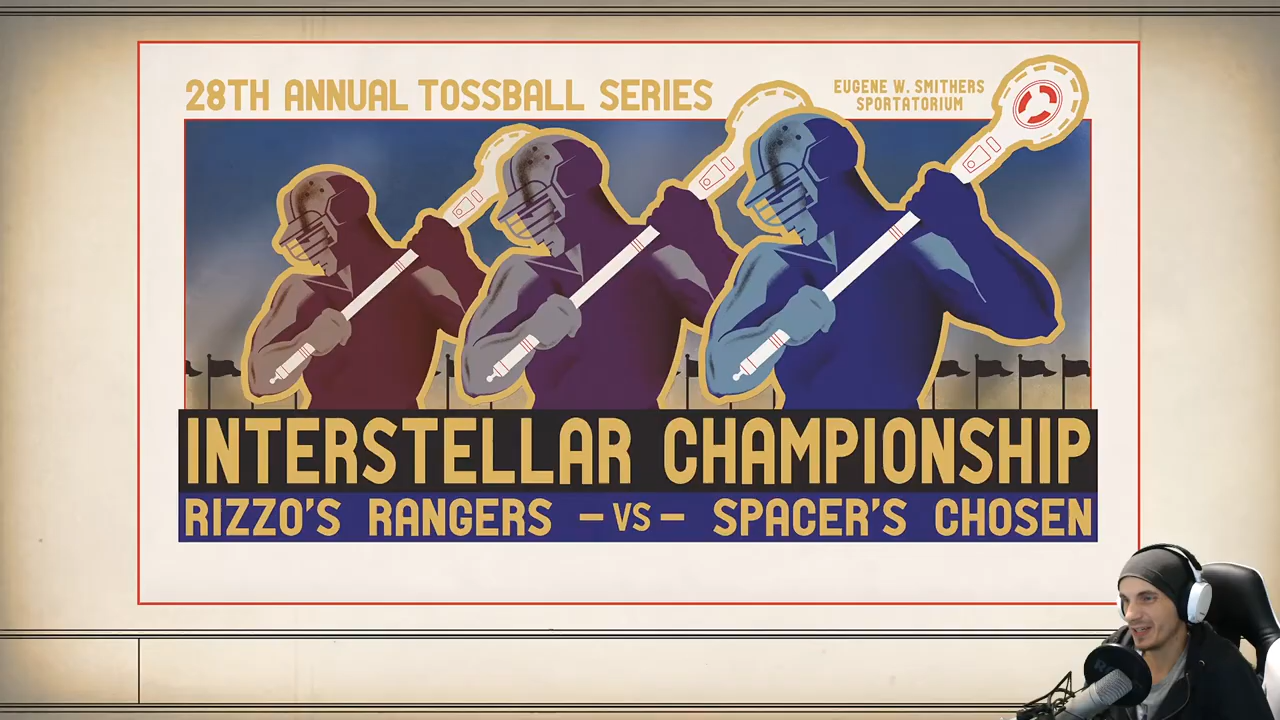 28TH ANNUAL TOSSBALL SERIES
EUGENE W. SMITHERS
SPORTATORIUM
INTERSTELLAR CHAMPIONSHIP
RIZZO'S RANGERS – VS – SPACER'S CHOSEN